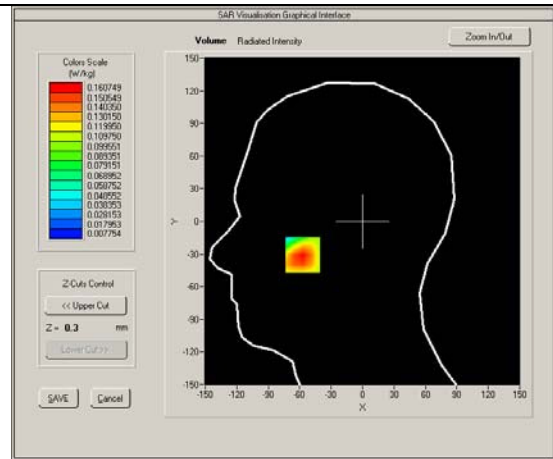 SAR Visualisation Graphical Interface
Volume Radiated Intensity
Zoom In/Out
Colors Scale
(W/kg)
0.160749
0.150549
0.140350
0.130150
0.119950
0.109750
0.099551
0.089351
0.079151
0.068952
0.058752
0.048552
0.038353
0.028153
0.017953
0.007754
Z-Cuts Control
<< Upper Cut
Z = 0.3 mm
Lower Cut >>
SAVE Cancel
150
120
90
60
30
0
-30
-60
-90
-120
-150
Y
-150 -120 -90 -60 -30 0 30 60 90 120 150
X